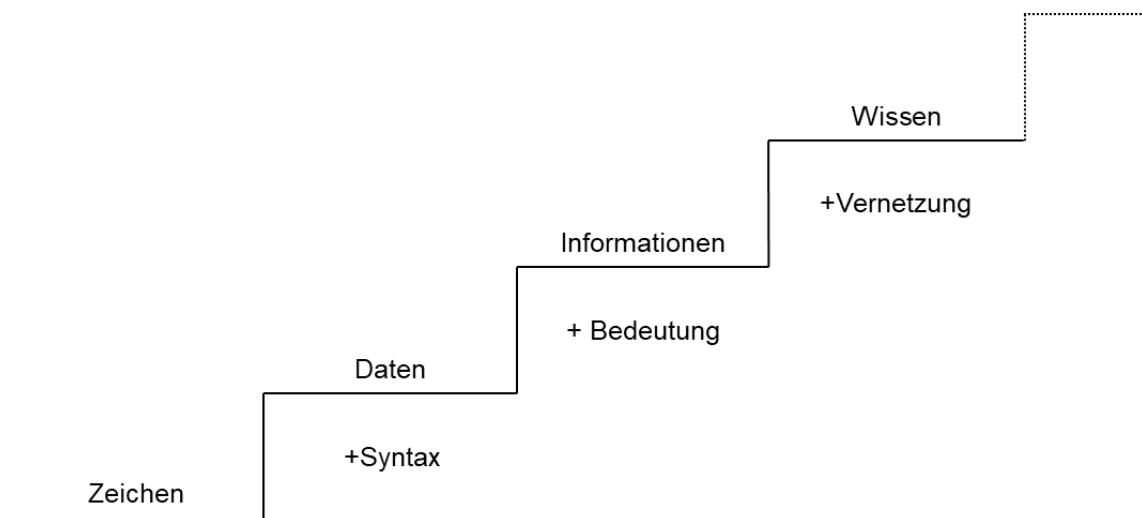 Wissen
+Vernetzung
Informationen
+ Bedeutung
Daten
+Syntax
Zeichen